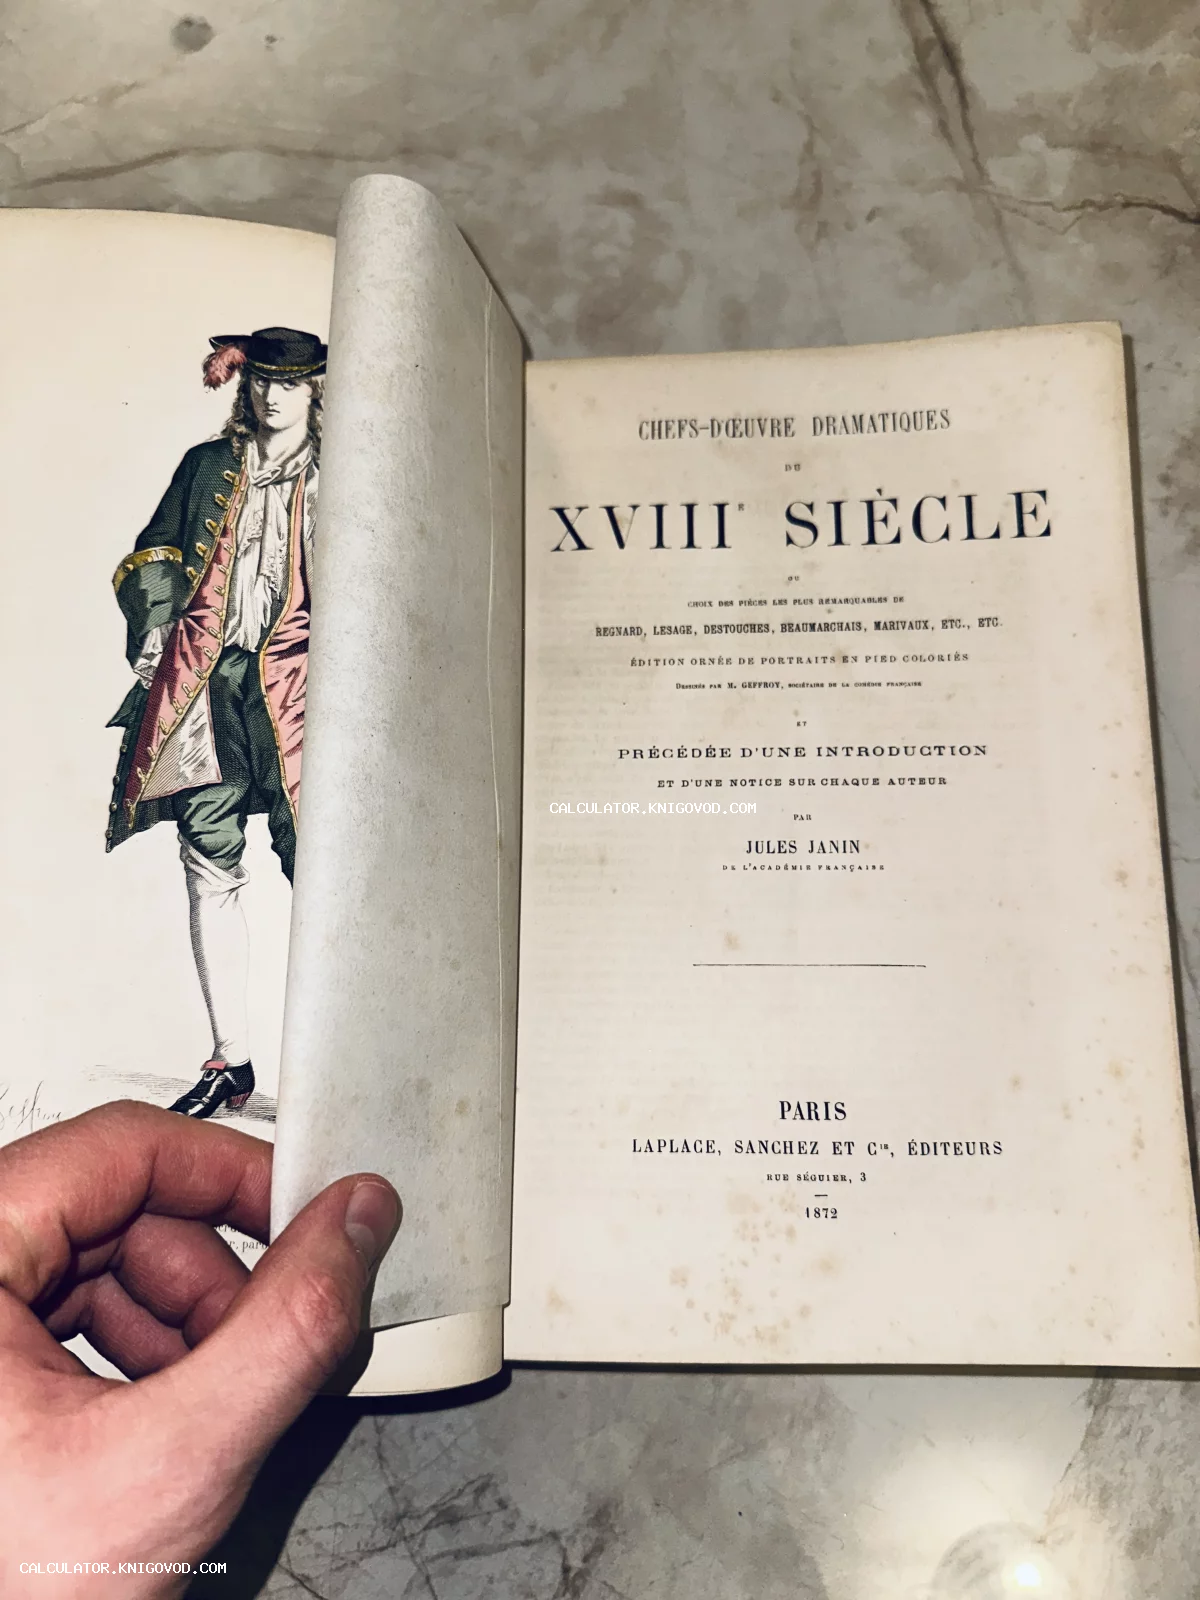 CHEFS-D'ŒUVRE DRAMATIQUES
DU
XVIIIE SIÈCLE
OU
CHOIX DES PIÈCES LES PLUS REMARQUABLES DE
REGNARD, LESAGE, DESTOUCHES, BEAUMARCHAIS, MARIVAUX, ETC., ETC.
ÉDITION ORNÉE DE PORTRAITS EN PIED COLORIÉS
DESSINÉS PAR M. GEFFROY, SOCIÉTAIRE DE LA COMÉDIE FRANÇAISE
ET
PRÉCÉDÉE D'UNE INTRODUCTION
ET D'UNE NOTICE SUR CHAQUE AUTEUR
CALCULATOR.KNIGOVOD.COM
PAR
JULES JANIN
DE L'ACADÉMIE FRANÇAISE
PARIS
LAPLACE, SANCHEZ ET CIE, ÉDITEURS
RUE SÉGUIER, 3
1872
CALCULATOR.KNIGOVOD.COM